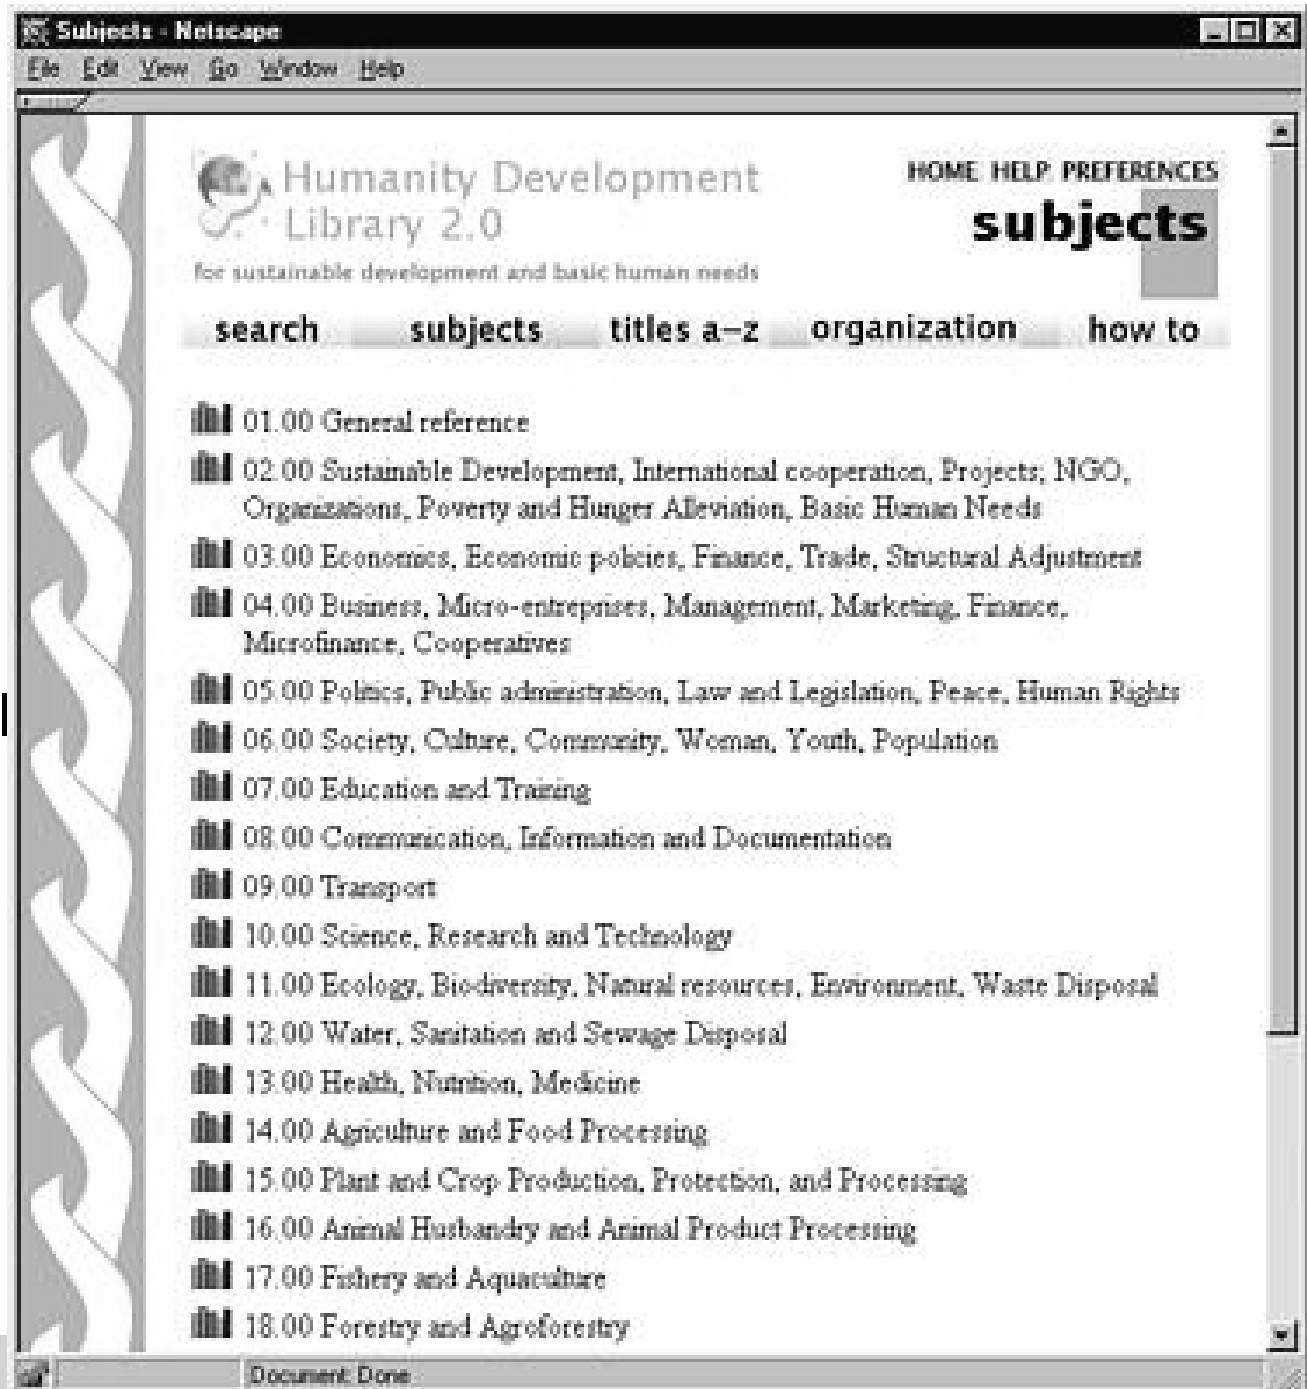 Subjects - Netscape
File Edit View Go Window Help
Humanity Development
Library 2.0
for sustainable development and basic human needs
HOME HELP PREFERENCES
subjects
search subjects titles a-z organization how to
01.00 General reference
02.00 Sustainable Development, International cooperation, Projects; NGO,
Organizations, Poverty and Hunger Alleviation, Basic Human Needs
03.00 Economics, Economic policies, Finance, Trade, Structural Adjustment
04.00 Business, Micro-entreprises, Management, Marketing, Finance,
Microfinance, Cooperatives
05.00 Politics, Public administration, Law and Legislation, Peace, Human Rights
06.00 Society, Culture, Community, Woman, Youth, Population
07.00 Education and Training
08.00 Communication, Information and Documentation
09.00 Transport
10.00 Science, Research and Technology
11.00 Ecology, Biodiversity, Natural resources, Environment, Waste Disposal
12.00 Water, Sanitation and Sewage Disposal
13.00 Health, Nutrition, Medicine
14.00 Agriculture and Food Processing
15.00 Plant and Crop Production, Protection, and Processing
16.00 Animal Husbandry and Animal Product Processing
17.00 Fishery and Aquaculture
18.00 Forestry and Agroforestry
Document: Done